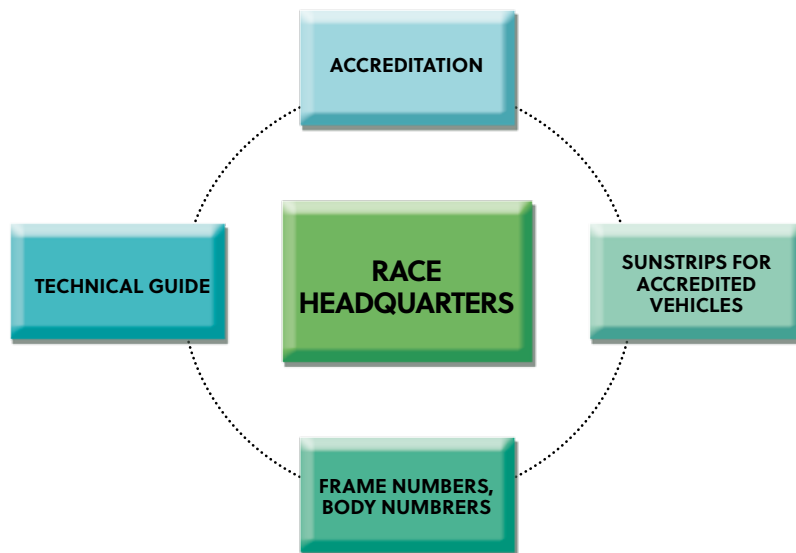 ACCREDITATION
TECHNICAL GUIDE
RACE
HEADQUARTERS
SUNSTRIPS FOR
ACCREDITED
VEHICLES
FRAME NUMBERS,
BODY NUMBRERS